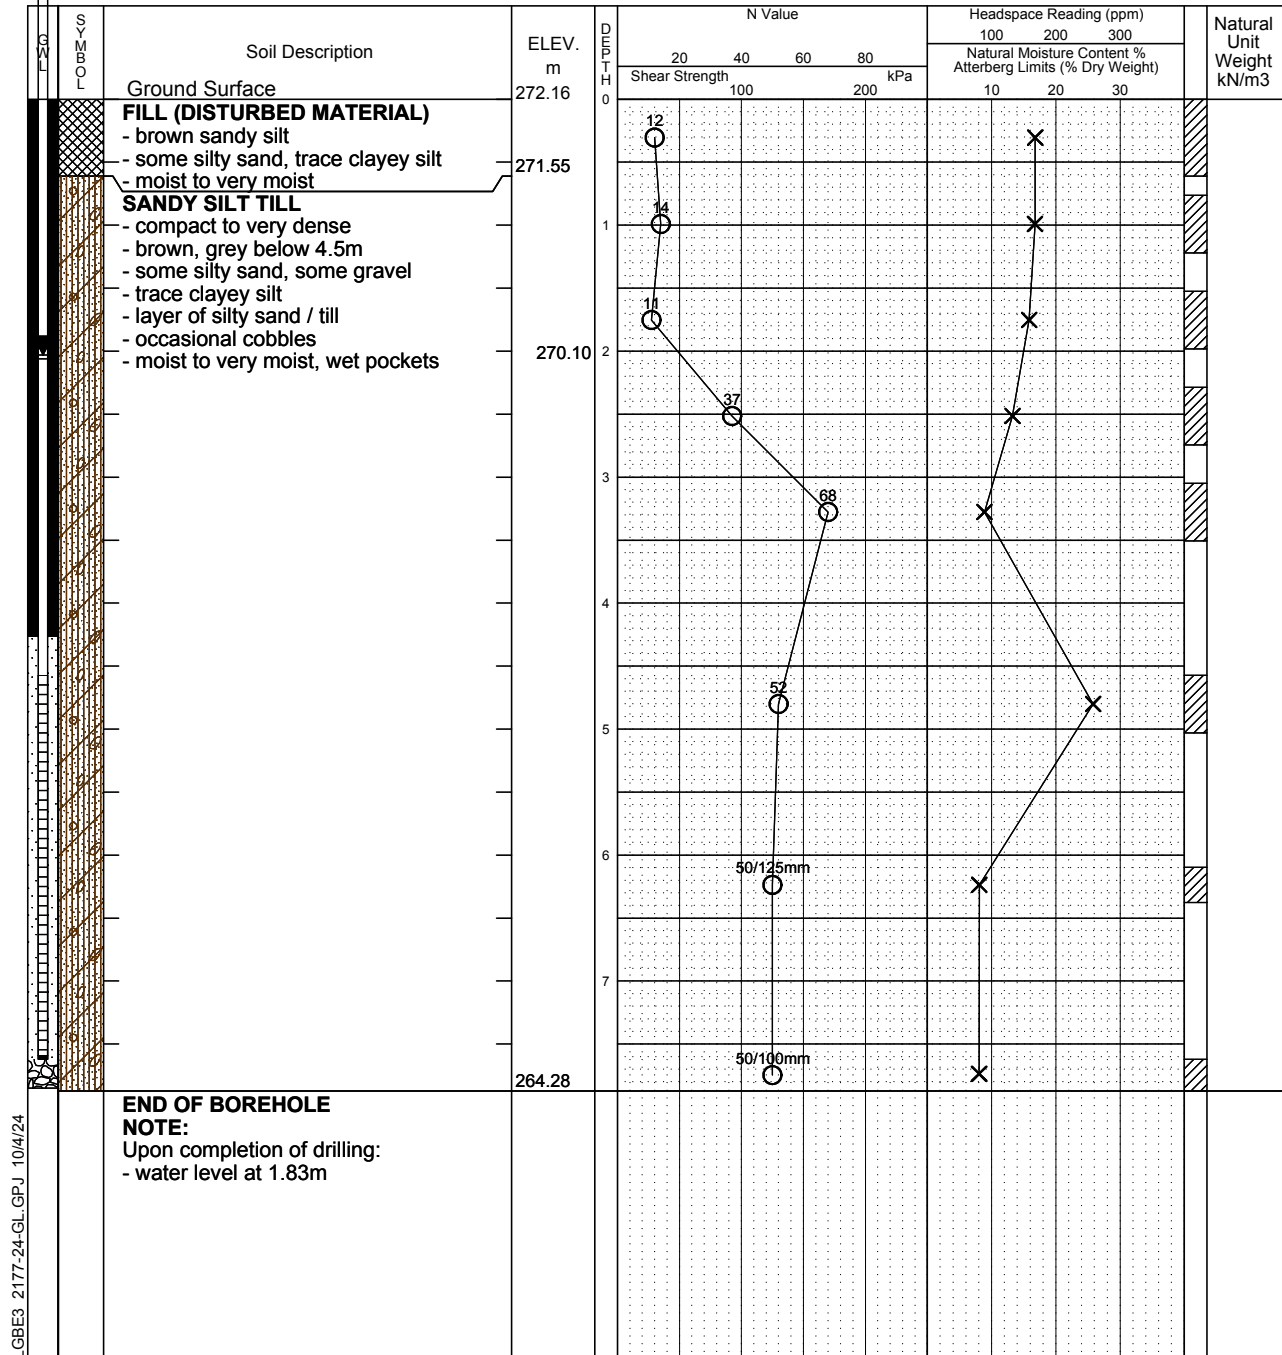 GWL
SYMBOL
Soil Description
ELEV.
m
DEPTH
N Value
20 40 60 80
Shear Strength kPa
100 200
Headspace Reading (ppm)
100 200 300
Natural Moisture Content %
Atterberg Limits (% Dry Weight)
10 20 30
Natural
Unit
Weight
kN/m3
Ground Surface
272.16
0
FILL (DISTURBED MATERIAL)
- brown sandy silt
- some silty sand, trace clayey silt
- moist to very moist
271.55
SANDY SILT TILL
- compact to very dense
- brown, grey below 4.5m
- some silty sand, some gravel
- trace clayey silt
- layer of silty sand / till
- occasional cobbles
- moist to very moist, wet pockets
270.10
12
14
1
11
2
37
3
68
4
52
5
6
50/125mm
7
50/100mm
264.28
END OF BOREHOLE
NOTE:
Upon completion of drilling:
- water level at 1.83m
LGBE3 2177-24-GL.GPJ 10/4/24